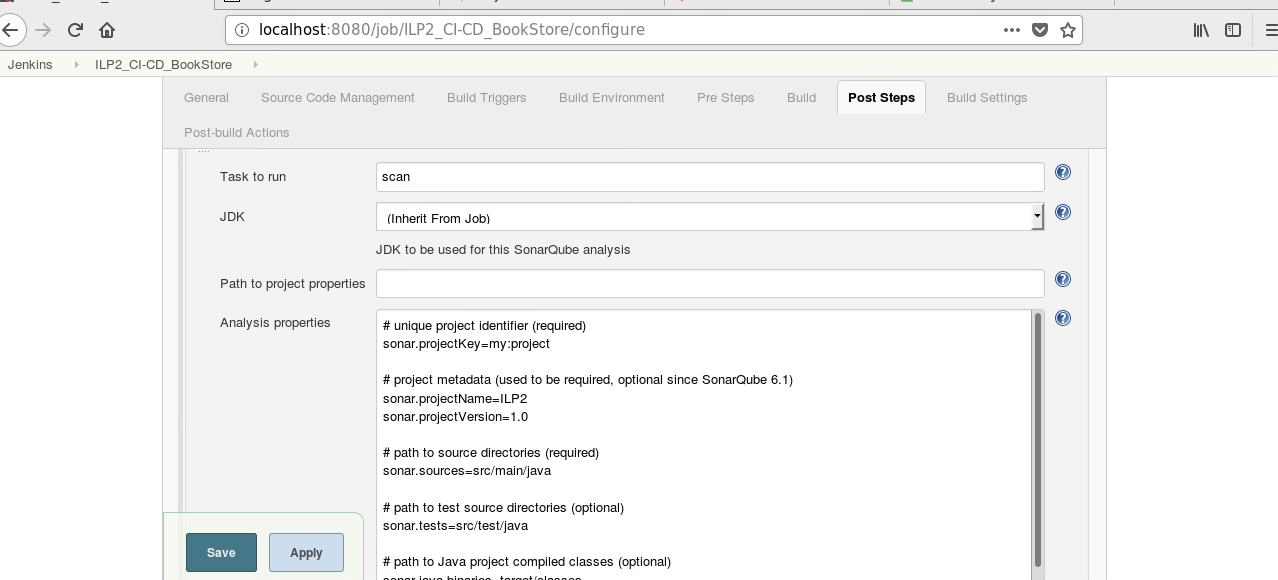 localhost:8080/job/ILP2_CI-CD_BookStore/configure
Jenkins ILP2_CI-CD_BookStore
General Source Code Management Build Triggers Build Environment Pre Steps Build Post Steps Build Settings
Post-build Actions
Task to run scan
JDK (Inherit From Job)
JDK to be used for this SonarQube analysis
Path to project properties
Analysis properties
# unique project identifier (required)
sonar.projectKey=my:project
# project metadata (used to be required, optional since SonarQube 6.1)
sonar.projectName=ILP2
sonar.projectVersion=1.0
# path to source directories (required)
sonar.sources=src/main/java
# path to test source directories (optional)
sonar.tests=src/test/java
# path to Java project compiled classes (optional)
sonar.java.binaries=target/classes
Save Apply